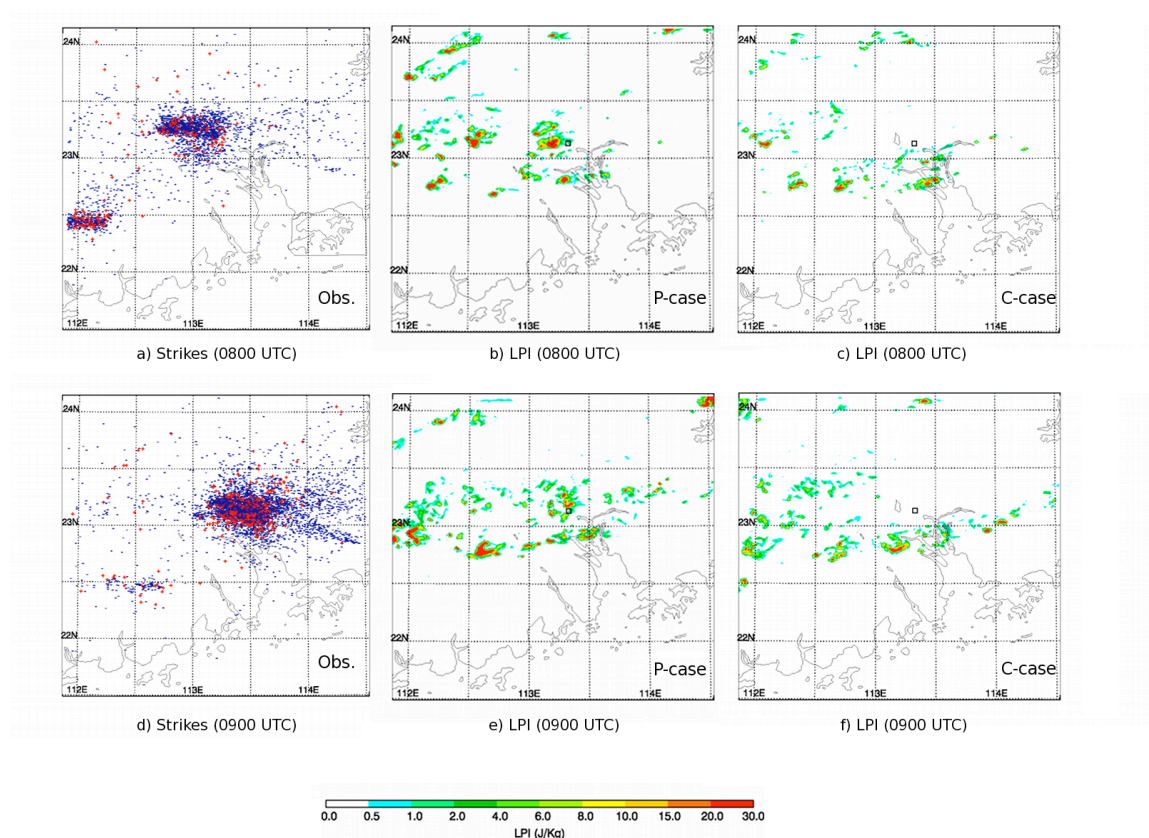 24N
23N
22N
112E 113E 114E
Obs.
a) Strikes (0800 UTC)
24N
23N
22N
112E 113E 114E
P-case
b) LPI (0800 UTC)
24N
23N
22N
112E 113E 114E
C-case
c) LPI (0800 UTC)
24N
23N
22N
112E 113E 114E
Obs.
d) Strikes (0900 UTC)
24N
23N
22N
112E 113E 114E
P-case
e) LPI (0900 UTC)
24N
23N
22N
112E 113E 114E
C-case
f) LPI (0900 UTC)
0.0 0.5 1.0 2.0 4.0 6.0 8.0 10.0 15.0 20.0 30.0
LPI (J/Kg)